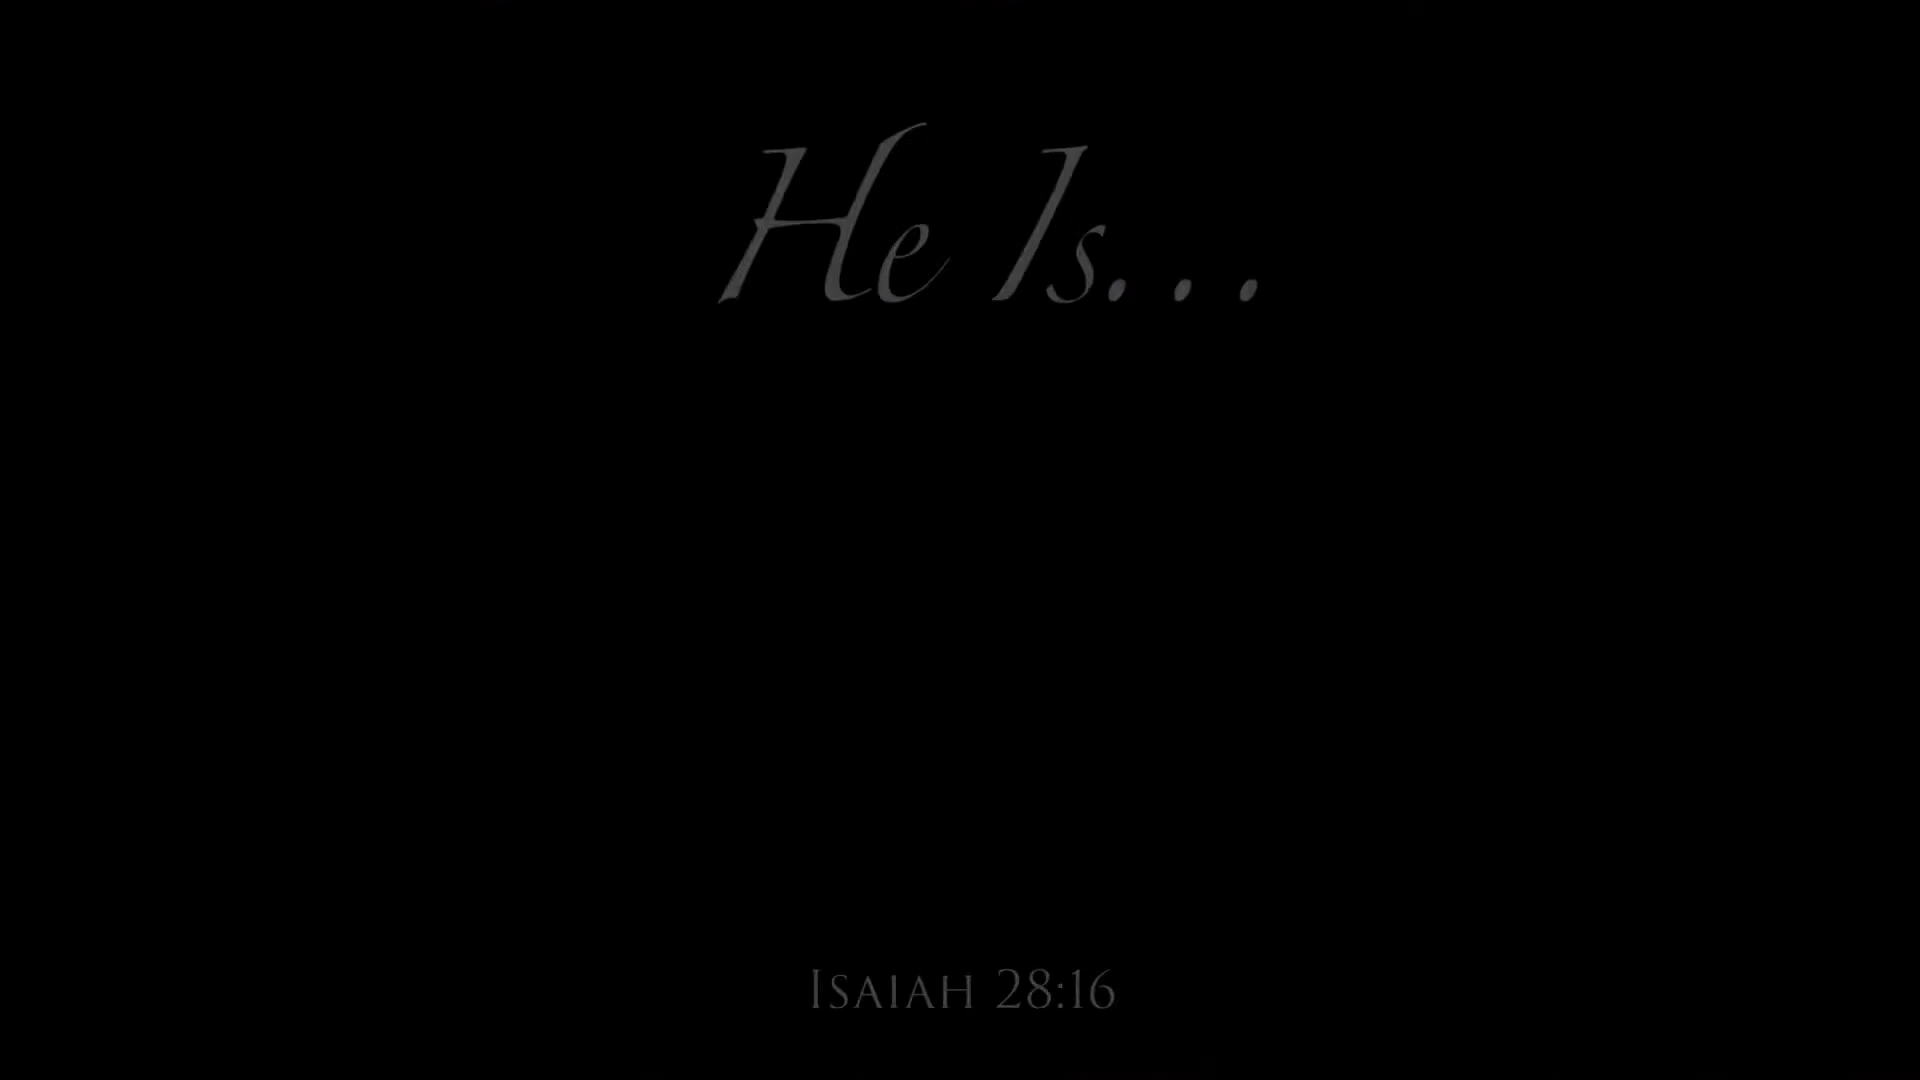 He Is. . .
Isaiah 28:16